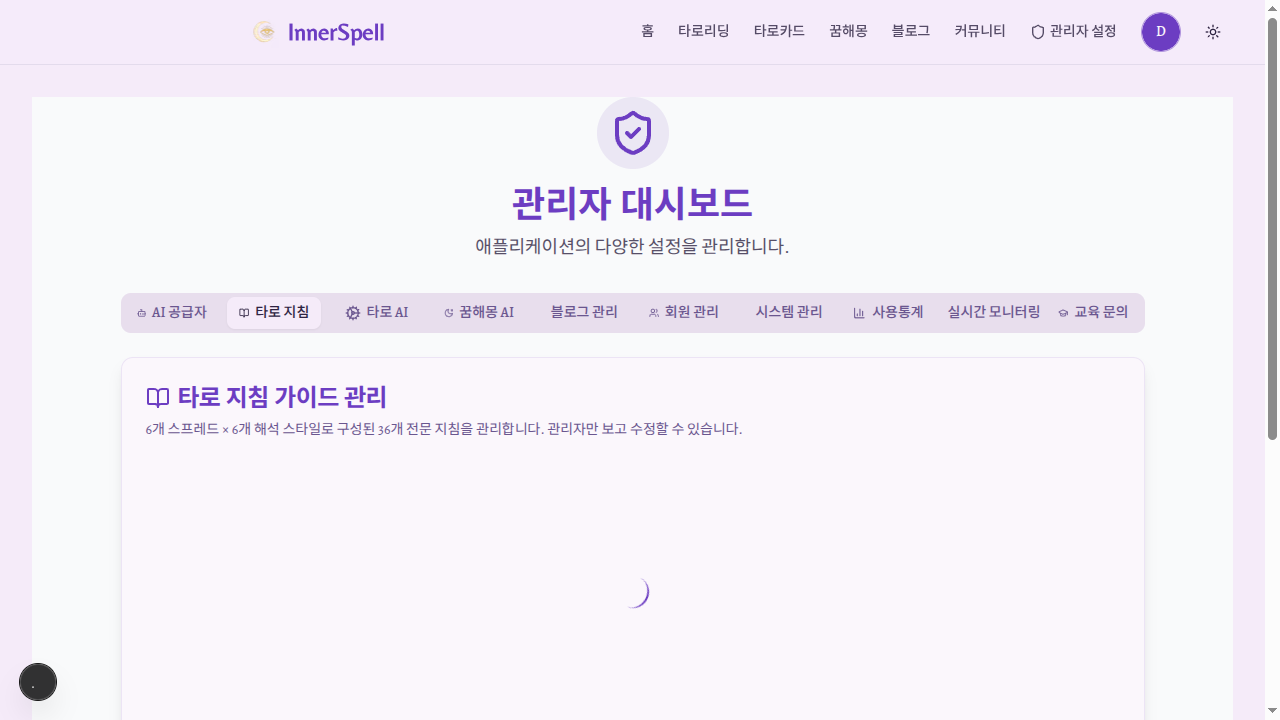 InnerSpell
홈 타로리딩 타로카드 꿈해몽 블로그 커뮤니티 관리자 설정 D
관리자 대시보드
애플리케이션의 다양한 설정을 관리합니다.
AI 공급자 타로 지침 타로 AI 꿈해몽 AI 블로그 관리 회원 관리 시스템 관리 사용통계 실시간 모니터링 교육 문의
타로 지침 가이드 관리
6개 스프레드 × 6개 해석 스타일로 구성된 36개 전문 지침을 관리합니다. 관리자만 보고 수정할 수 있습니다.